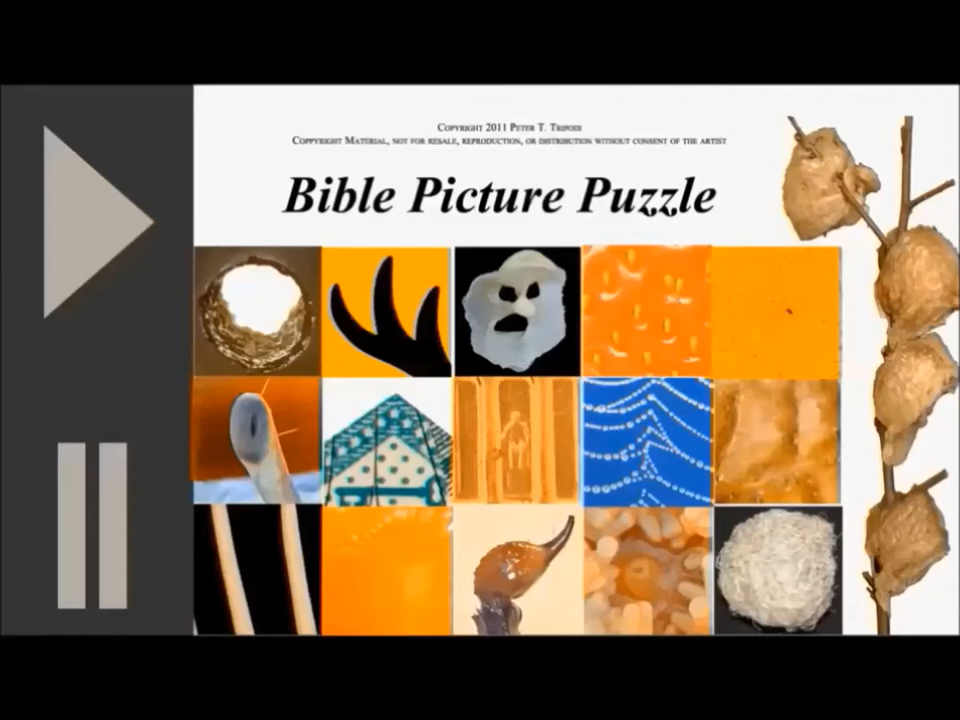 Copyright 2011 Peter T. Tripodi
Coppyright Material, not for resale, reproduction, or distribution without consent of the artist
Bible Picture Puzzle